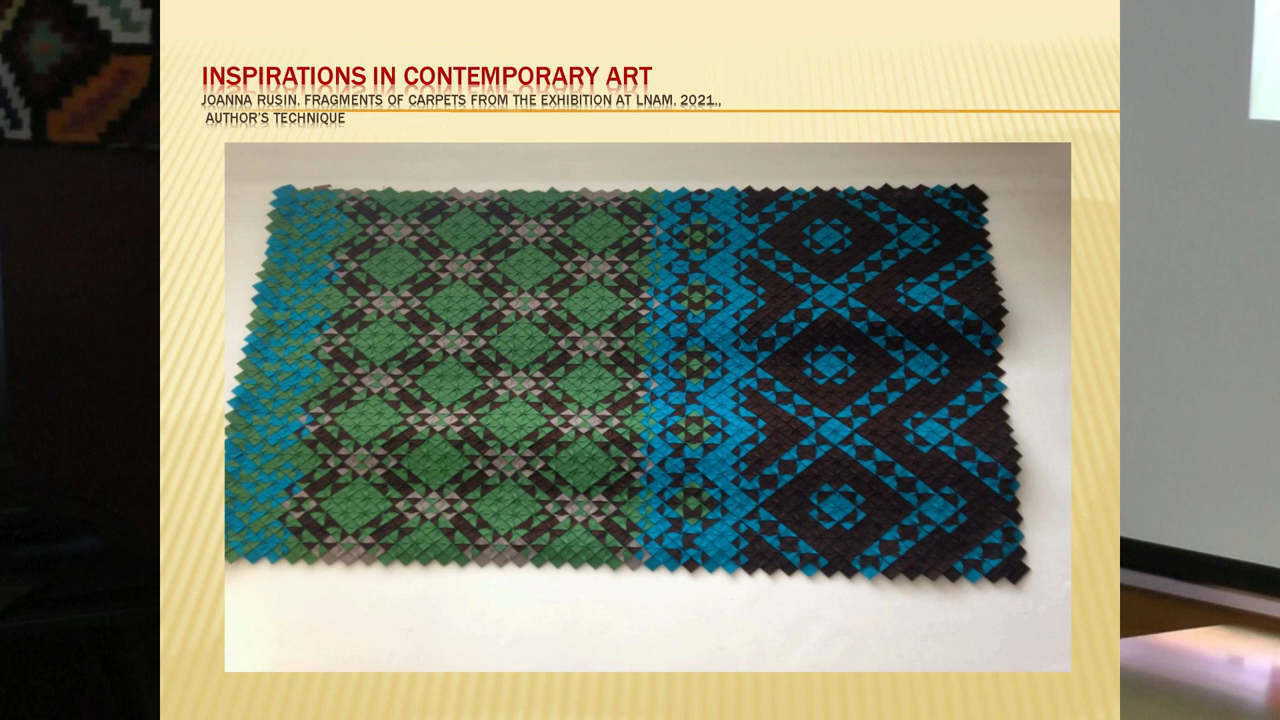 INSPIRATIONS IN CONTEMPORARY ART
JOANNA RUSIN, FRAGMENTS OF CARPETS FROM THE EXHIBITION AT LNAM, 2021.,
AUTHOR'S TECHNIQUE